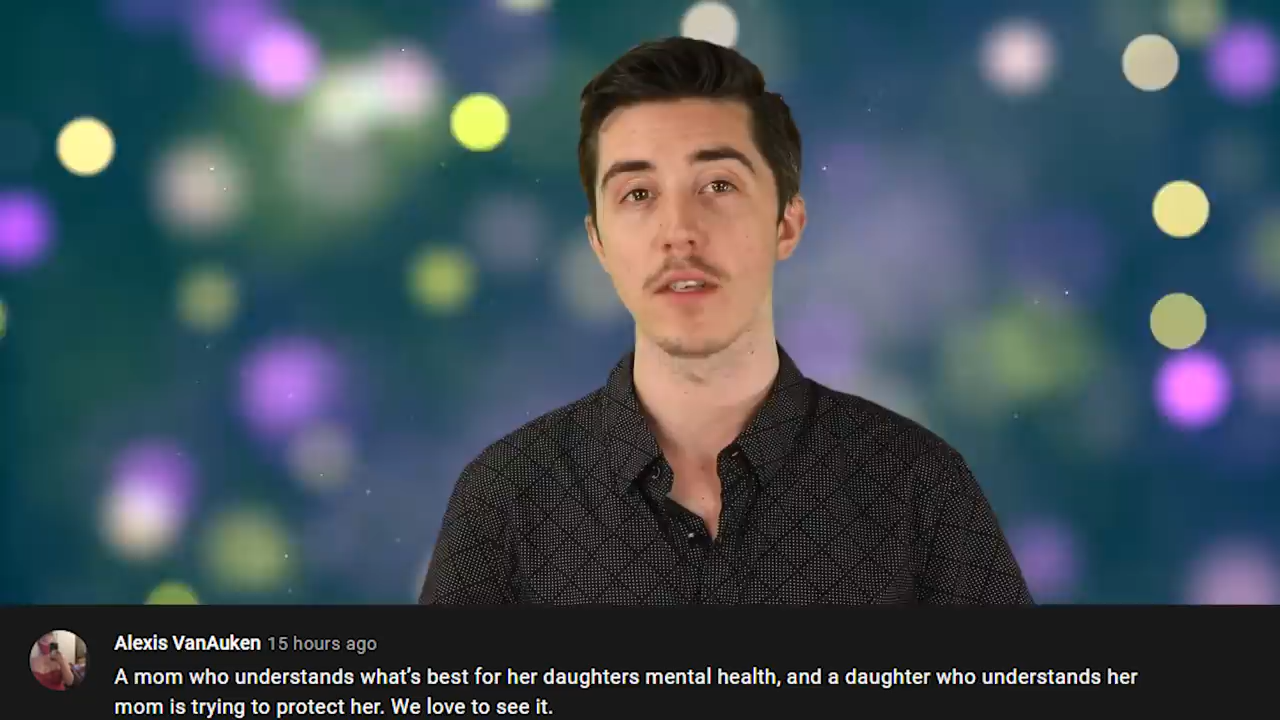 Alexis VanAuken 15 hours ago
A mom who understands what's best for her daughters mental health, and a daughter who understands her
mom is trying to protect her. We love to see it.